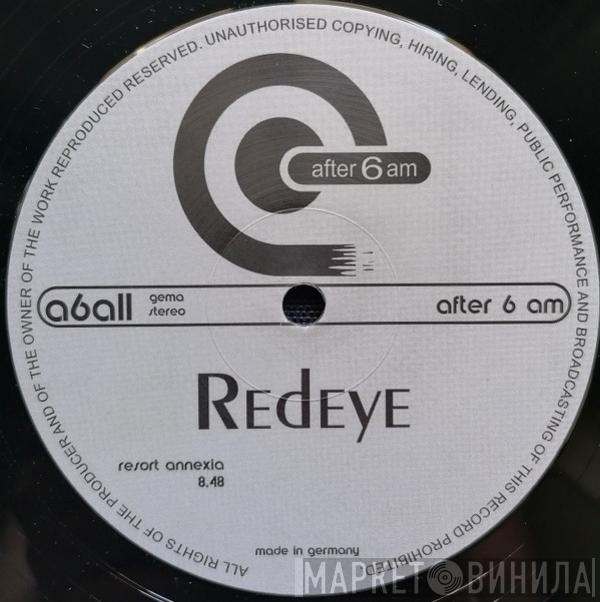 ALL RIGHTS OF THE PRODUCER AND OF THE OWNER OF THE WORK REPRODUCED RESERVED. UNAUTHORISED COPYING, HIRING, LENDING, PUBLIC PERFORMANCE AND BROADCASTING OF THIS RECORD PROHIBITED
after 6 am
a6all
gema
stereo
after 6 am
REdEYE
resort annexia
8.48
made in germany
МАРКЕТ ВИНИЛА